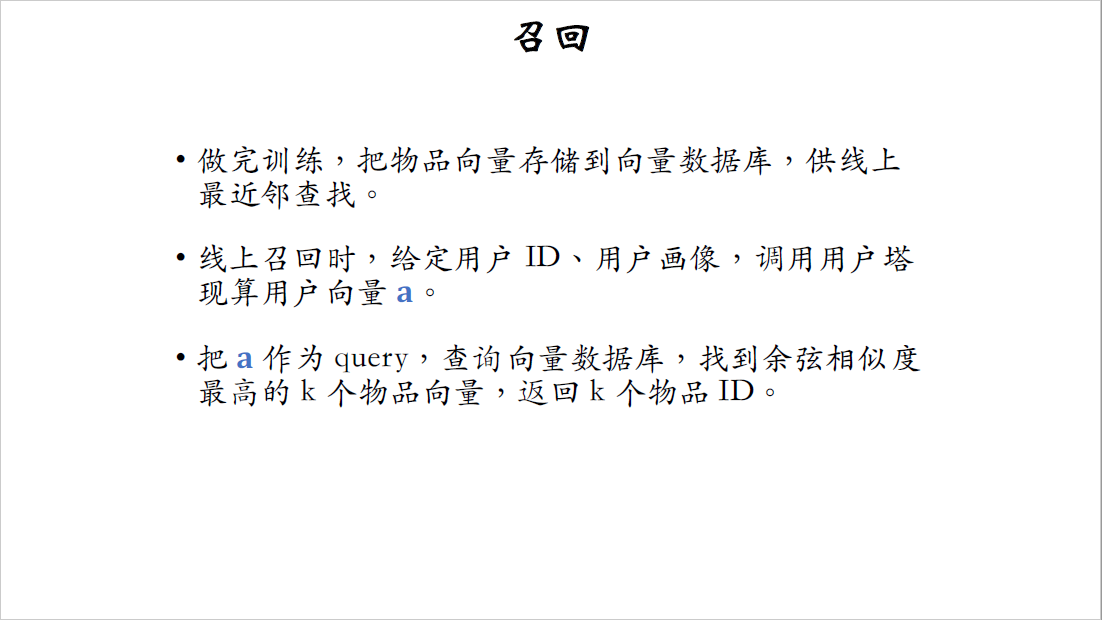 召回
• 做完训练，把物品向量存储到向量数据库，供线上
最近邻查找。
• 线上召回时，给定用户 ID、用户画像，调用用户塔
现算用户向量 a。
• 把 a 作为 query，查询向量数据库，找到余弦相似度
最高的 k 个物品向量，返回 k 个物品 ID。